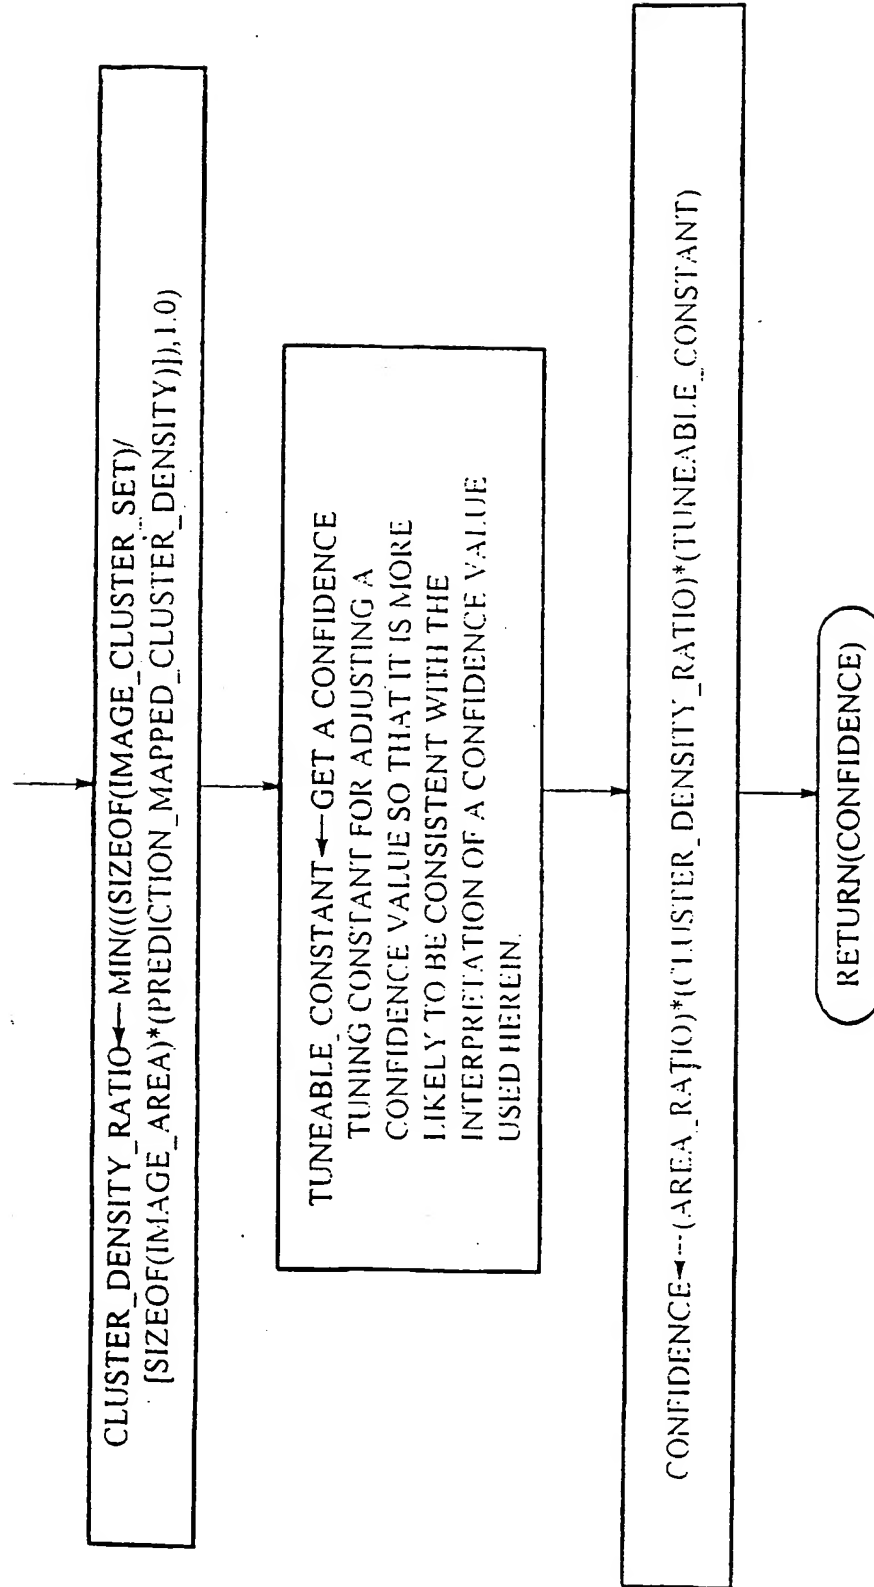 CLUSTER_DENSITY_RATIO←MIN(((SIZEOF(IMAGE_CLUSTER_SET)/
[SIZEOF(IMAGE_AREA)*(PREDICTION_MAPPED_CLUSTER_DENSITY)]),1.0)
TUNEABLE_CONSTANT←GET A CONFIDENCE
TUNING CONSTANT FOR ADJUSTING A
CONFIDENCE VALUE SO THAT IT IS MORE
LIKELY TO BE CONSISTENT WITH THE
INTERPRETATION OF A CONFIDENCE VALUE
USED HEREIN.
CONFIDENCE←(AREA_RATIO)*(CLUSTER_DENSITY_RATIO)*(TUNEABLE_CONSTANT)
RETURN(CONFIDENCE)